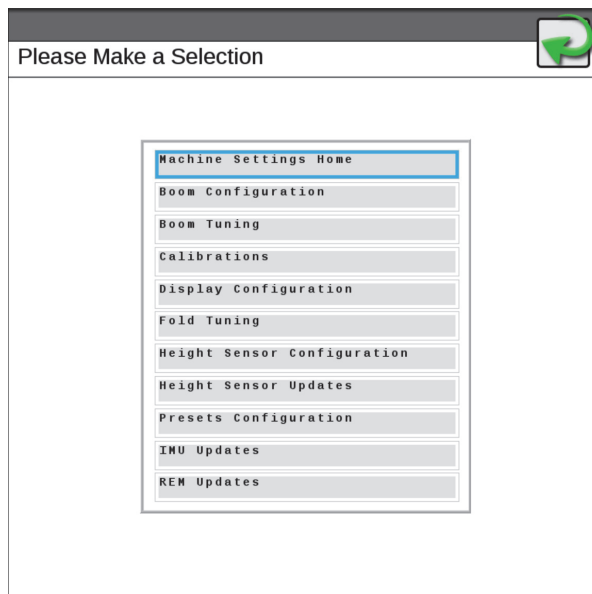 Please Make a Selection
Machine Settings Home
Boom Configuration
Boom Tuning
Calibrations
Display Configuration
Fold Tuning
Height Sensor Configuration
Height Sensor Updates
Presets Configuration
IMU Updates
REM Updates